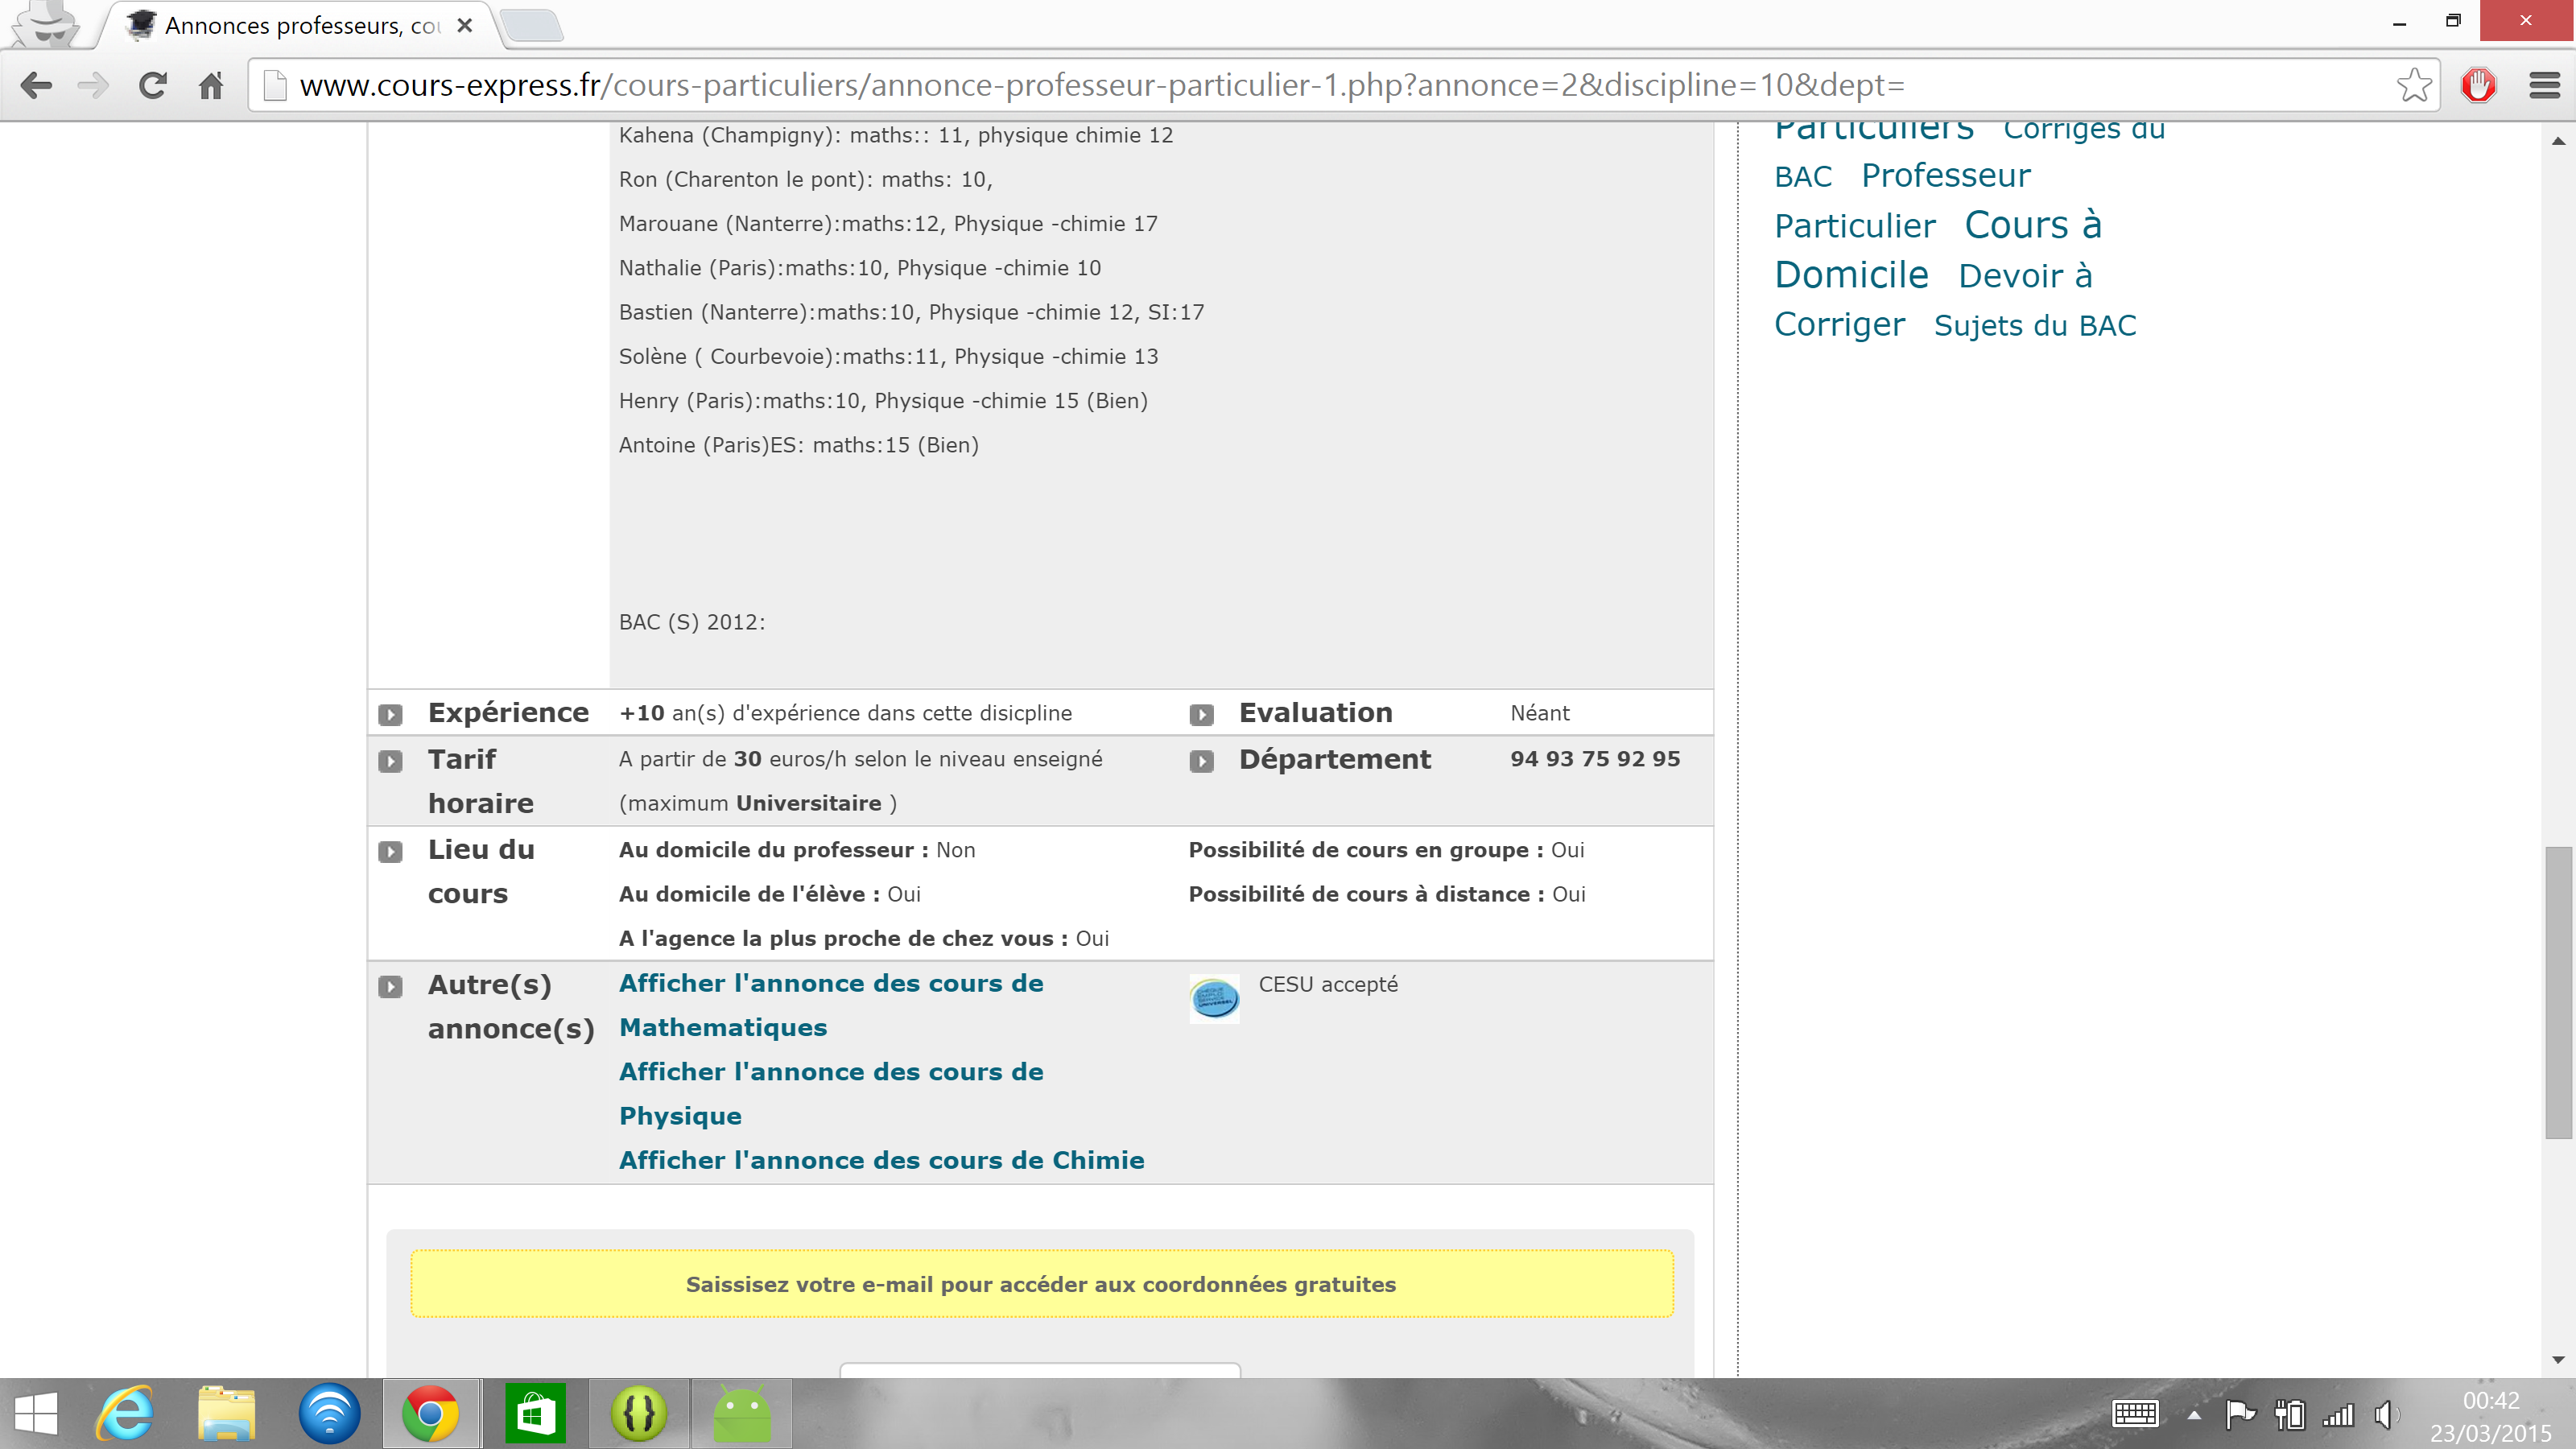 Annonces professeurs, cou
www.cours-express.fr/cours-particuliers/annonce-professeur-particulier-1.php?annonce=2&discipline=10&dept=
Kahena (Champigny): maths:: 11, physique chimie 12
Ron (Charenton le pont): maths: 10,
Marouane (Nanterre):maths:12, Physique -chimie 17
Nathalie (Paris):maths:10, Physique -chimie 10
Bastien (Nanterre):maths:10, Physique -chimie 12, SI:17
Solène ( Courbevoie):maths:11, Physique -chimie 13
Henry (Paris):maths:10, Physique -chimie 15 (Bien)
Antoine (Paris)ES: maths:15 (Bien)
BAC (S) 2012:
Particuliers Corrigés du
BAC Professeur
Particulier Cours à
Domicile Devoir à
Corriger Sujets du BAC
Expérience +10 an(s) d'expérience dans cette disicpline Evaluation Néant
Tarif horaire A partir de 30 euros/h selon le niveau enseigné
(maximum Universitaire )
Département 94 93 75 92 95
Lieu du cours
Au domicile du professeur : Non Possibilité de cours en groupe : Oui
Au domicile de l'élève : Oui Possibilité de cours à distance : Oui
A l'agence la plus proche de chez vous : Oui
Autre(s) annonce(s)
Afficher l'annonce des cours de
Mathematiques
Afficher l'annonce des cours de
Physique
Afficher l'annonce des cours de Chimie
CHÈQUE EMPLOI SERVICE UNIVERSEL
CESU accepté
Saissisez votre e-mail pour accéder aux coordonnées gratuites
00:42
23/03/2015